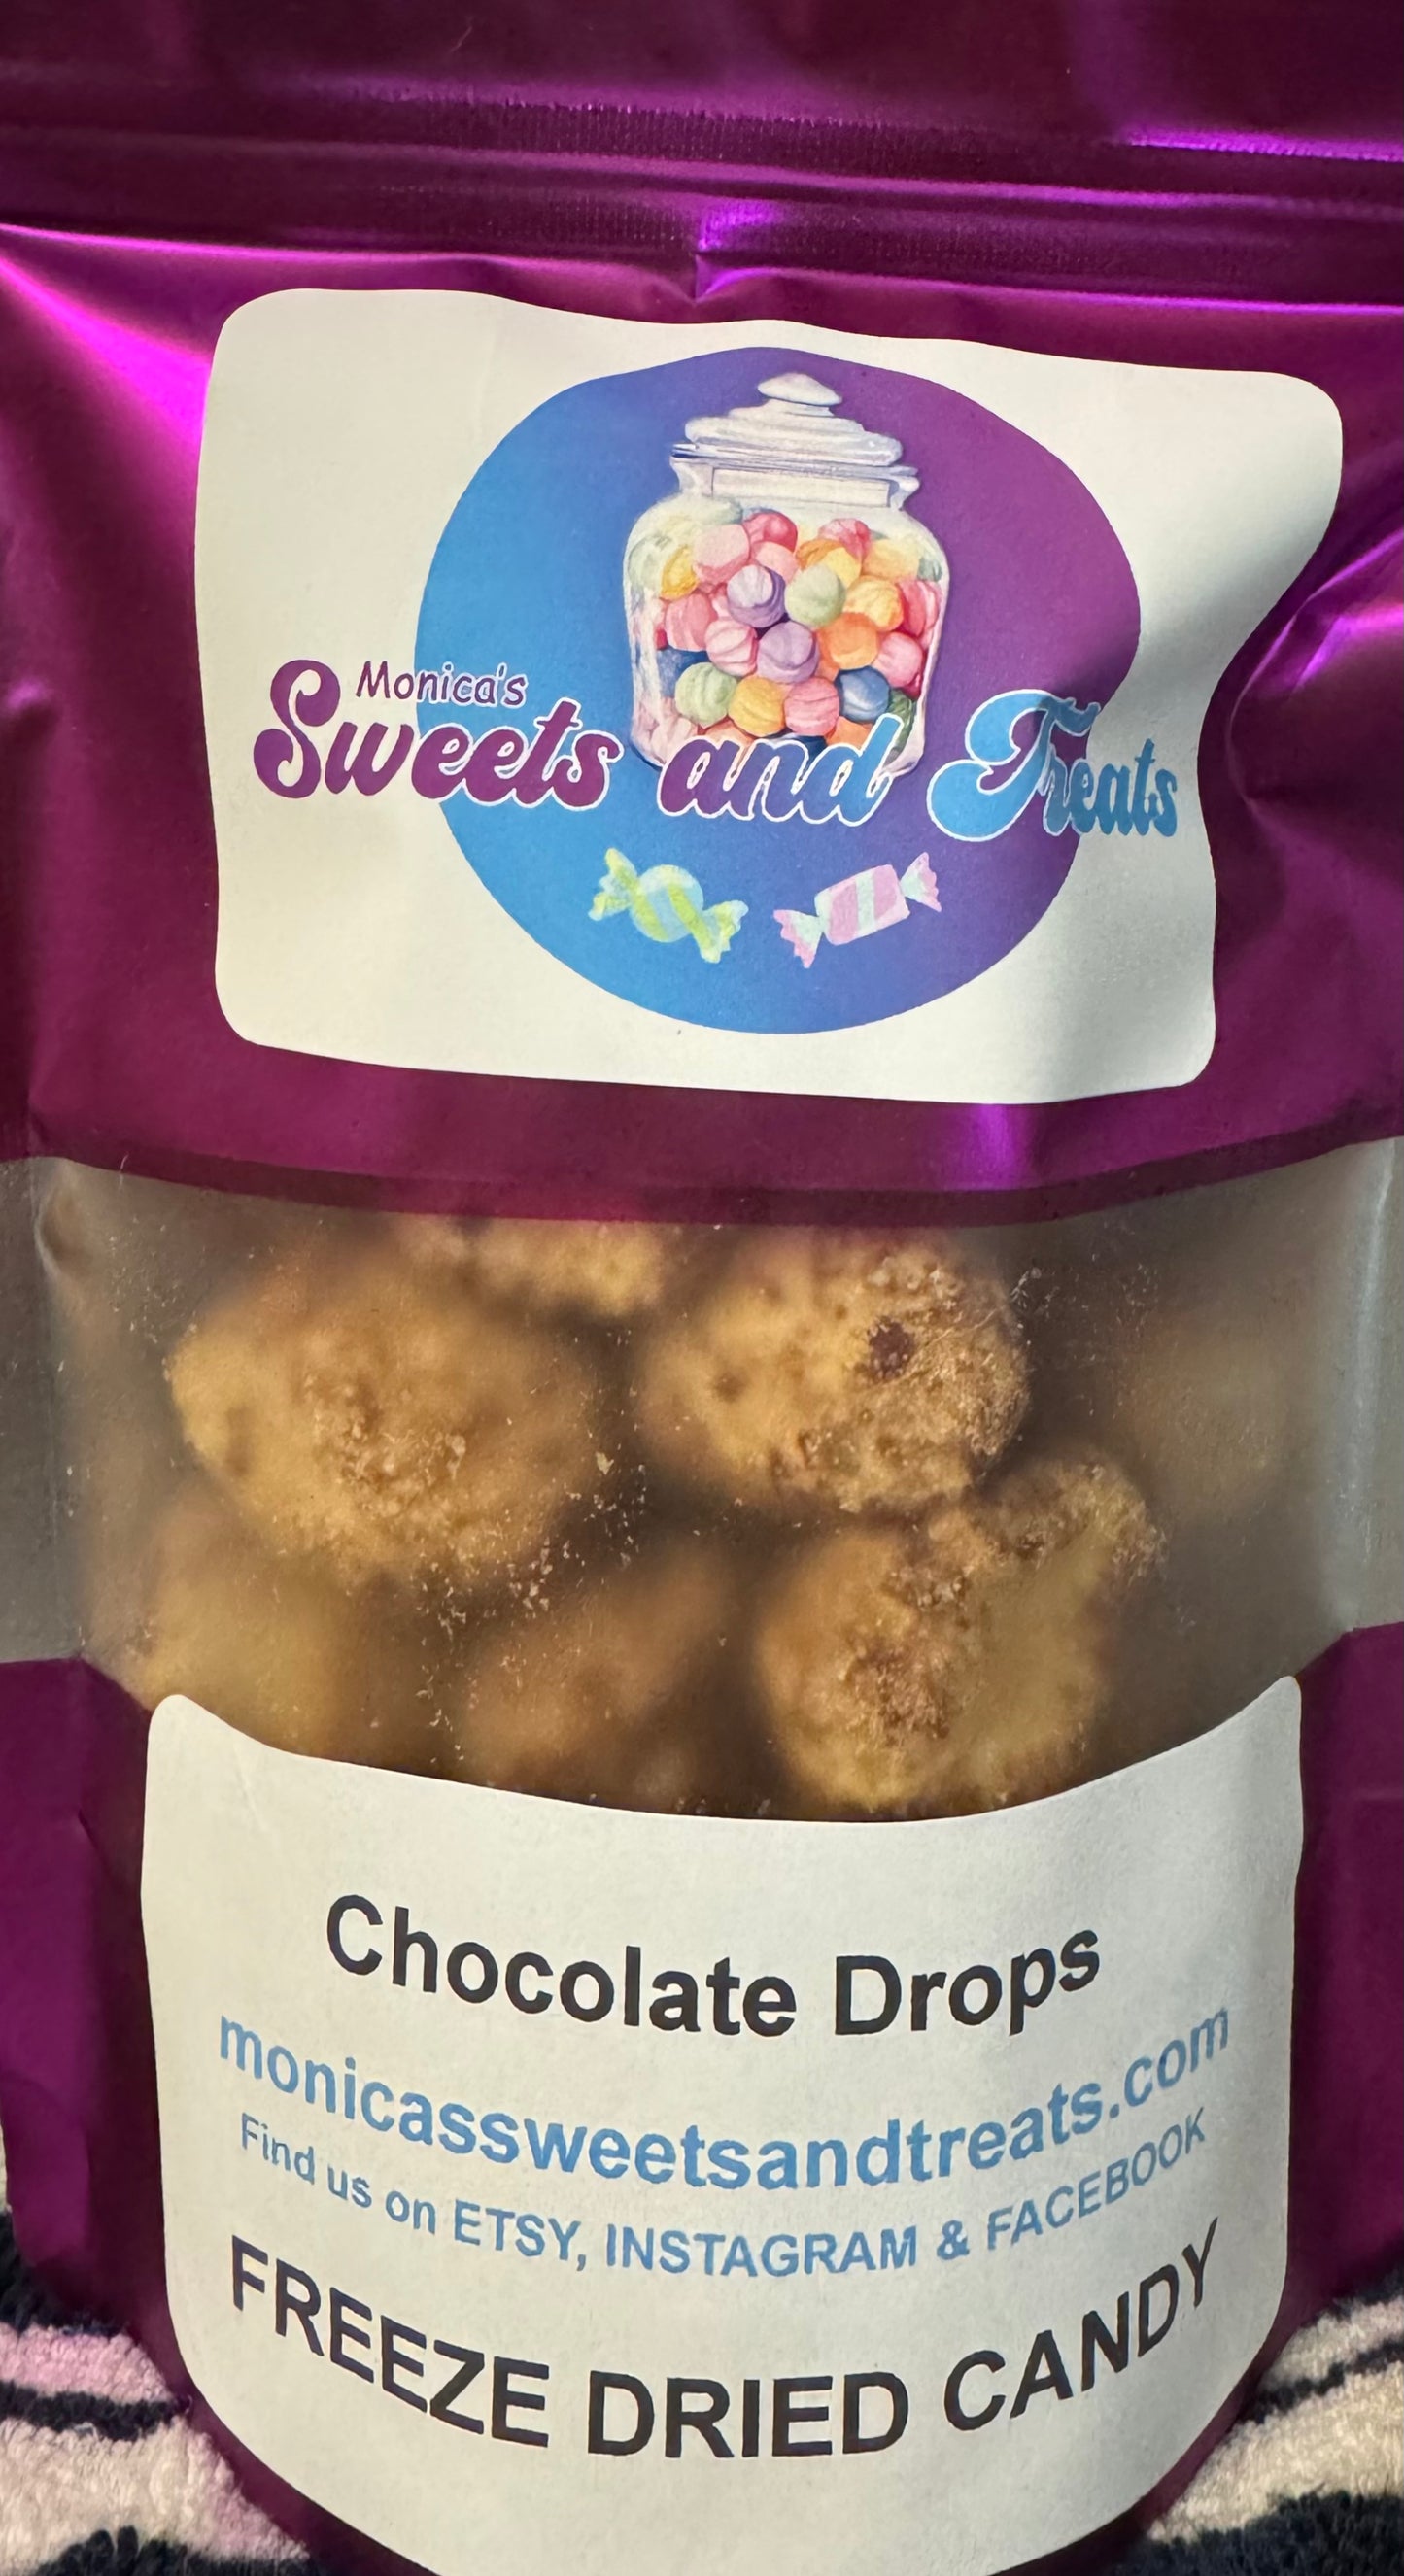 Monica's
Sweets and Treats
Chocolate Drops
monicassweetsandtreats.com
Find us on ETSY, INSTAGRAM & FACEBOOK
FREEZE DRIED CANDY